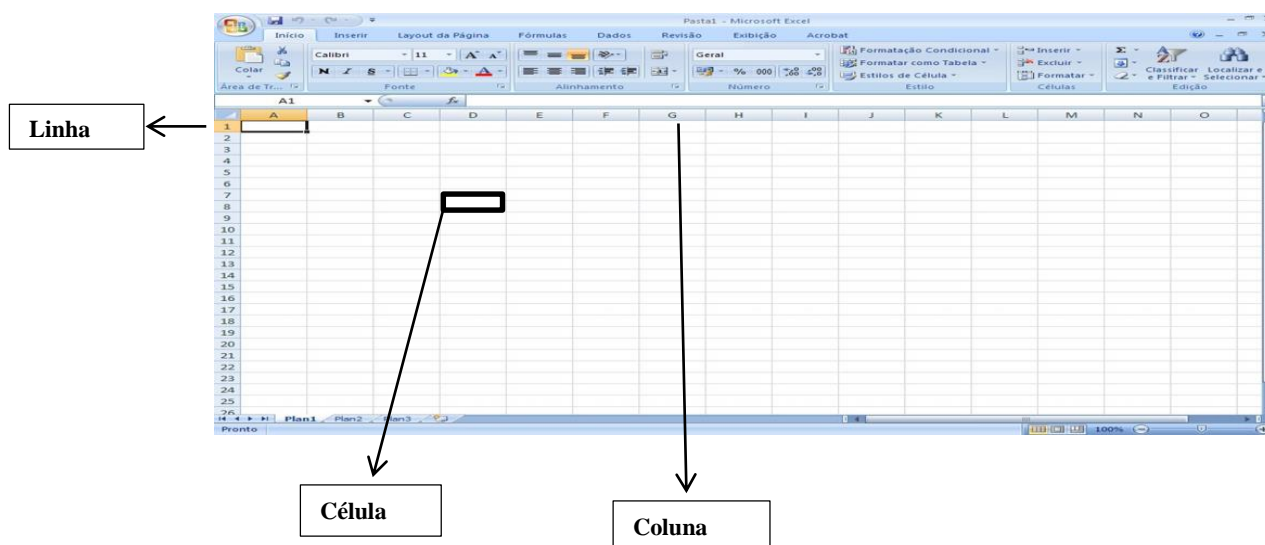 Pasta1 - Microsoft Excel
Início Inserir Layout da Página Fórmulas Dados Revisão Exibição Acrobat
Calibri 11 Geral Formatação Condicional Inserir Σ
Colar Formatar como Tabela Excluir Classificar e Filtrar Localizar e Selecionar
N I S A % 000 Estilos de Célula Formatar
Área de Tr... Fonte Alinhamento Número Estilo Células Edição
A1 fx
A B C D E F G H I J K L M N O
Linha
1
2
3
4
5
6
7
8
9
10
11
12
13
14
15
16
17
18
19
20
21
22
23
24
25
26
Plan1 Plan2 Plan3
Pronto 100%
Célula
Coluna